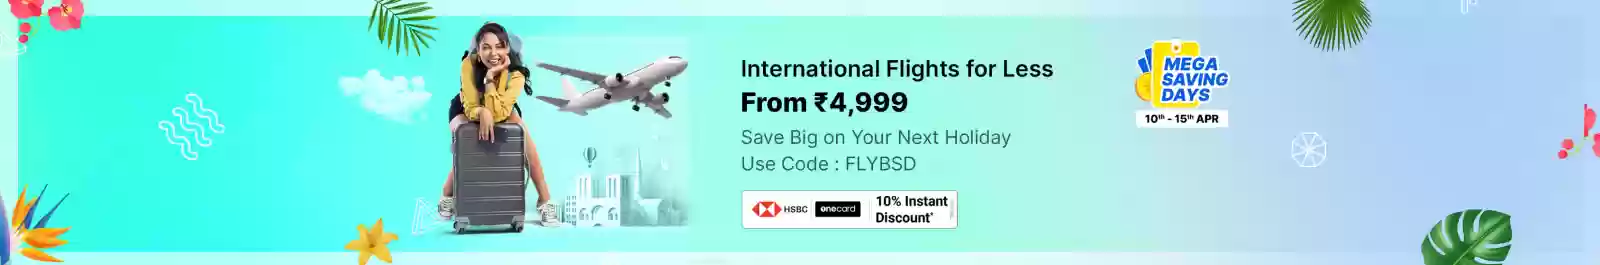 International Flights for Less
From ₹4,999
Save Big on Your Next Holiday
Use Code : FLYBSD
HSBC
onecard
10% Instant
Discount*
MEGA
SAVING
DAYS
10th - 15th APR